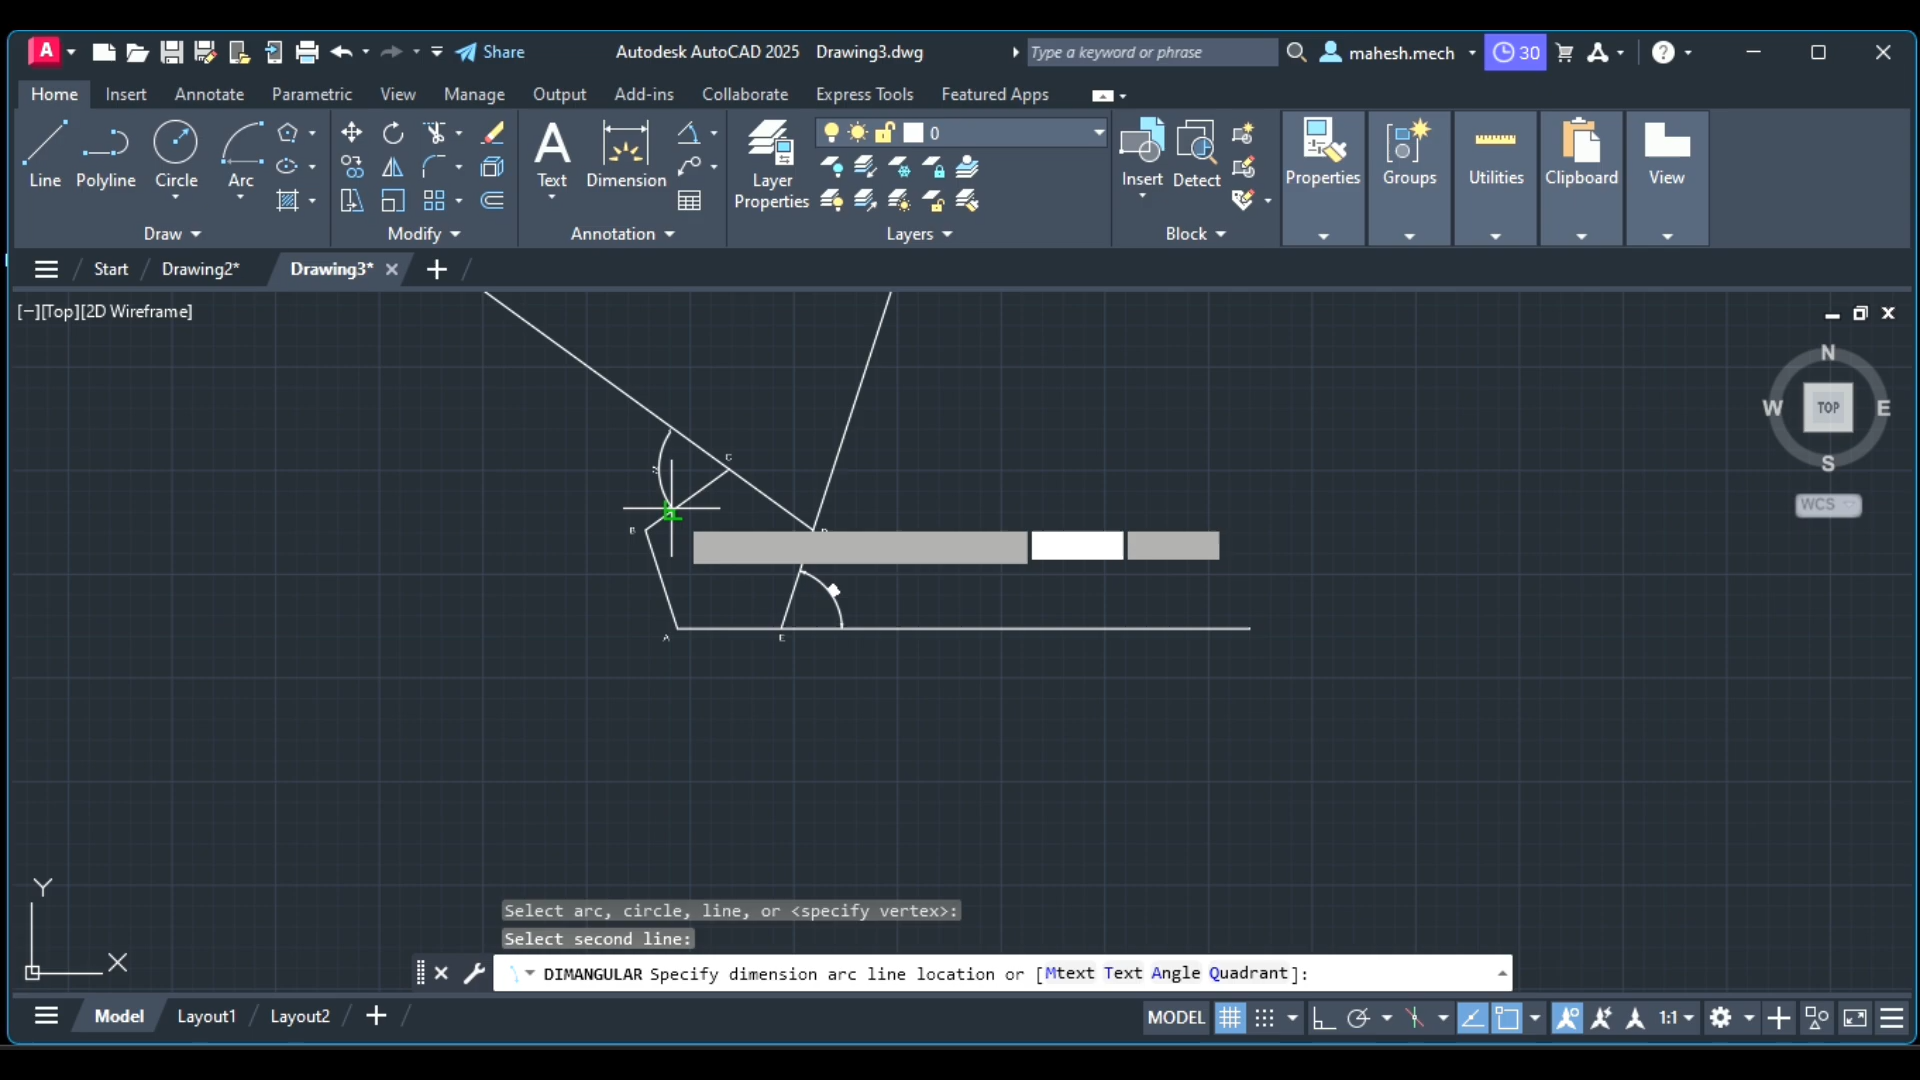 A Share Autodesk AutoCAD 2025 Drawing3.dwg Type a keyword or phrase mahesh.mech 30
Home Insert Annotate Parametric View Manage Output Add-ins Collaborate Express Tools Featured Apps
Line Polyline Circle Arc Text Dimension Layer Properties 0 Insert Detect Properties Groups Utilities Clipboard View
Draw Modify Annotation Layers Block
Start Drawing2* Drawing3*
[−][Top][2D Wireframe]
N
W TOP E
S
WCS
C
B
A E
Y
X
Select arc, circle, line, or <specify vertex>:
Select second line:
DIMANGULAR Specify dimension arc line location or [Mtext Text Angle Quadrant]:
Model Layout1 Layout2 MODEL 1:1